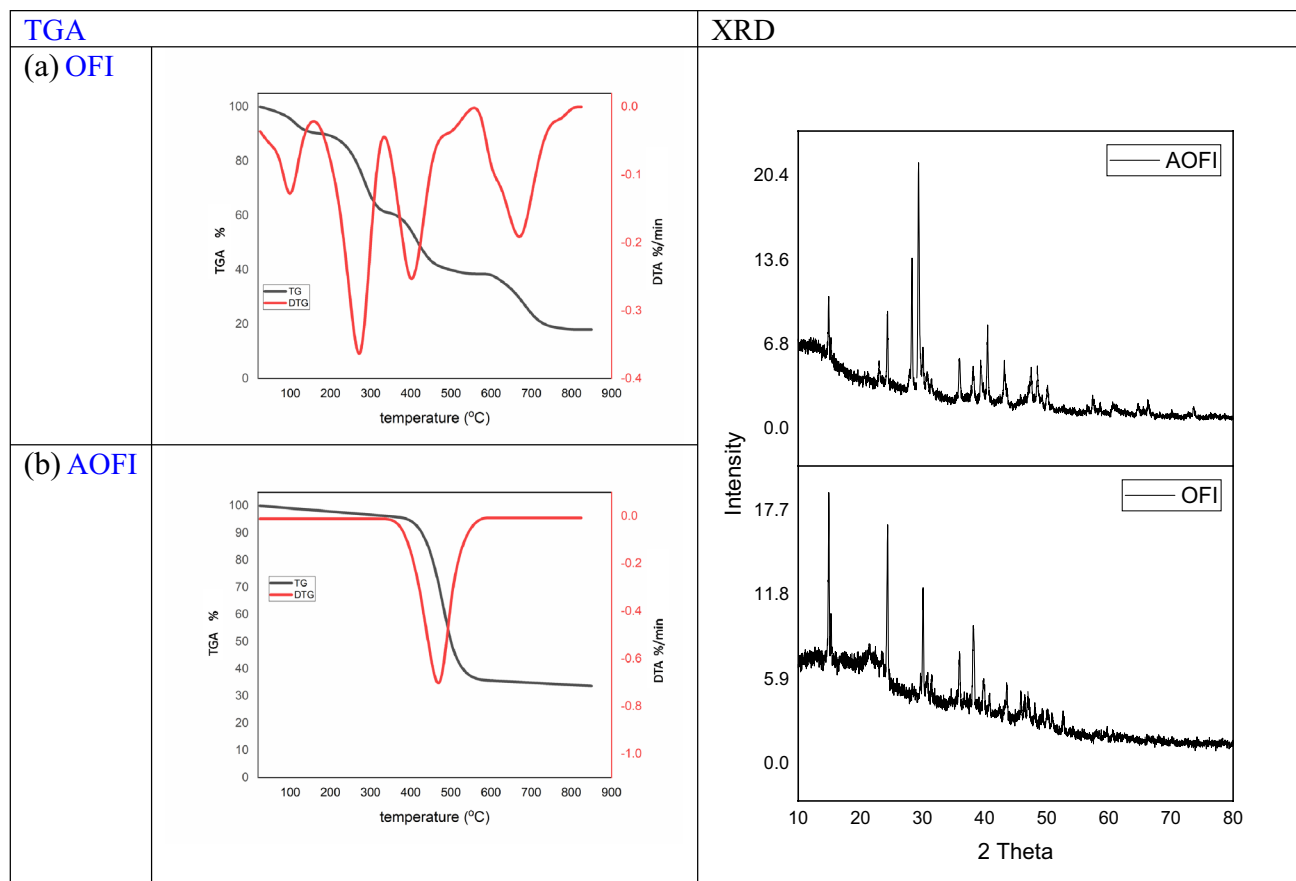 TGA
XRD
(a) OFI
100
80
60
40
20
0
TGA %
TG
DTG
0.0
-0.1
-0.2
-0.3
-0.4
DTA %/min
100 200 300 400 500 600 700 800 900
temperature (°C)
(b) AOFI
100
90
80
70
60
50
40
30
20
10
0
TGA %
TG
DTG
0.0
-0.2
-0.4
-0.6
-0.8
-1.0
DTA %/min
100 200 300 400 500 600 700 800 900
temperature (°C)
AOFI
20.4
13.6
6.8
0.0
Intensity
OFI
17.7
11.8
5.9
0.0
10 20 30 40 50 60 70 80
2 Theta